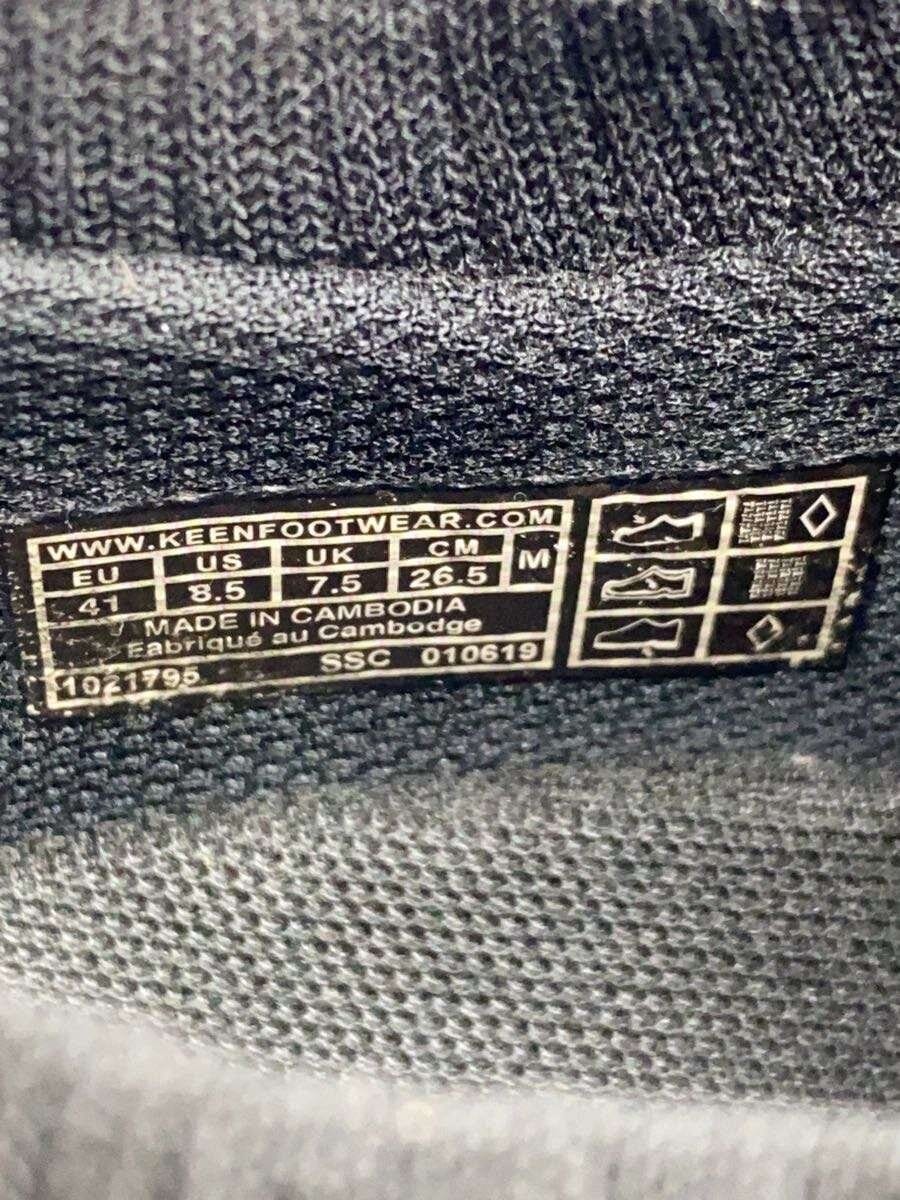 WWW.KEENFOOTWEAR.COM
EU US UK CM M
41 8.5 7.5 26.5
MADE IN CAMBODIA
Fabriqué au Cambodge
SSC 010619
1021795